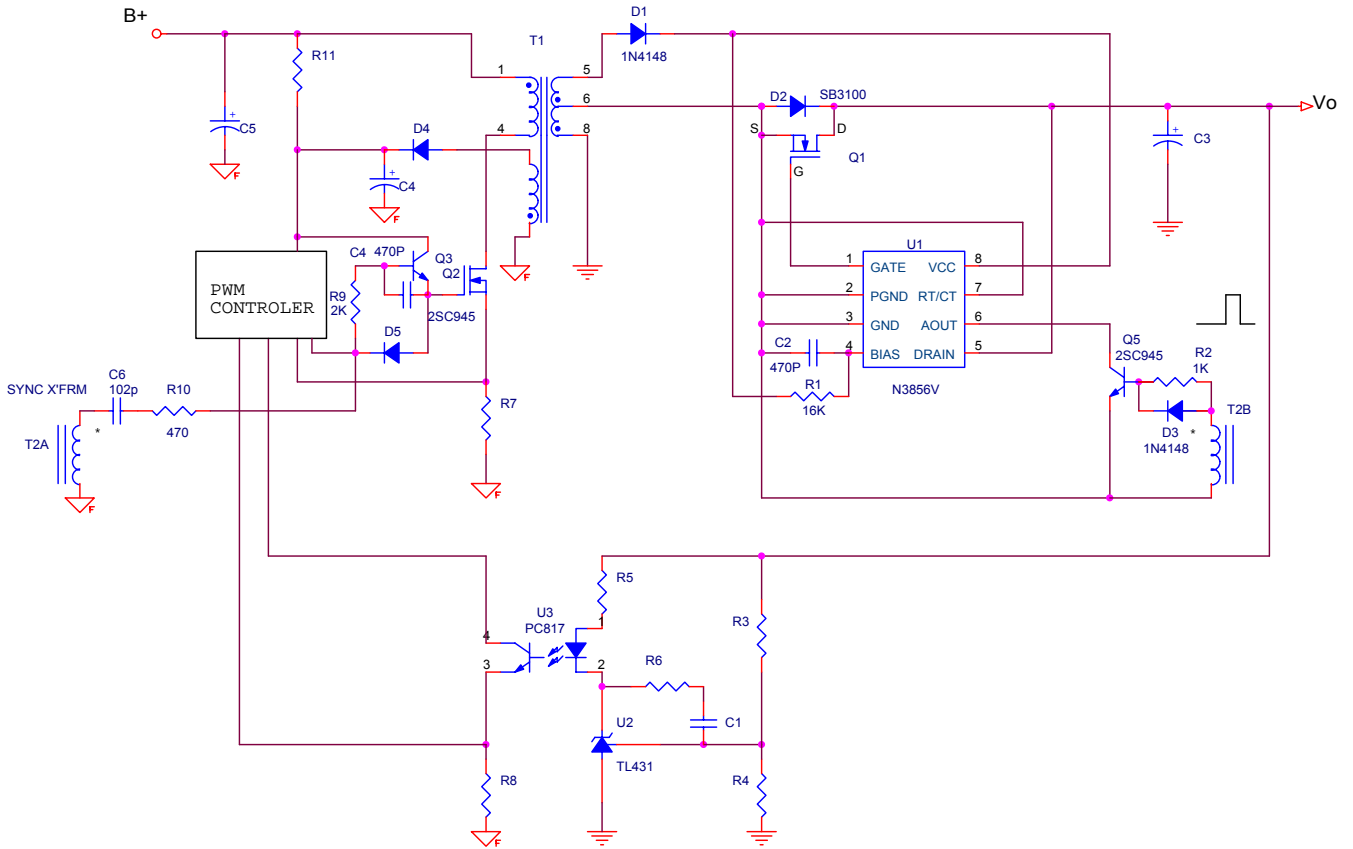 B+
D1
T1
R11
1N4148
1
5
D2
SB3100
6
Vo
C5
D4
4
8
S
D
C3
Q1
G
C4
F
F
F
U1
C4
470P
Q3
Q2
1
GATE
VCC
8
PWM
CONTROLER
R9
2K
2SC945
2
PGND
RT/CT
7
3
GND
AOUT
6
D5
C2
470P
4
BIAS
DRAIN
5
Q5
2SC945
R2
1K
SYNC X'FRM
C6
102p
R10
R1
16K
N3856V
R7
T2A
*
470
D3
*
T2B
1N4148
F
F
R5
U3
PC817
1
R3
4
3
2
R6
U2
C1
TL431
R8
R4
F